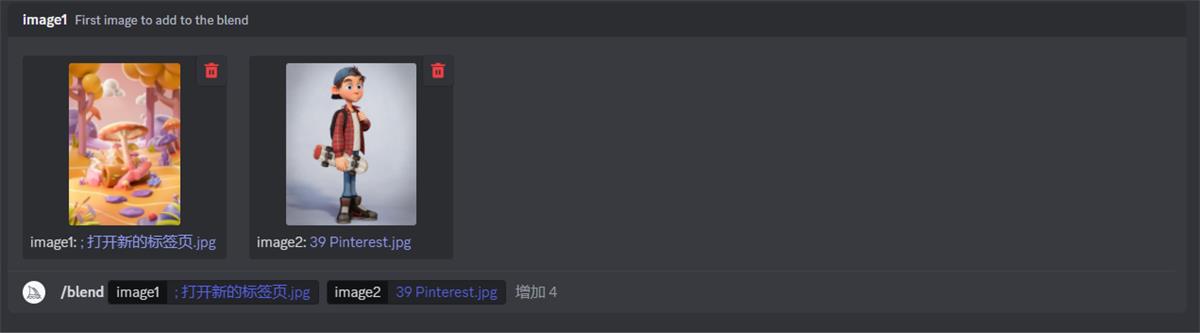 image1 First image to add to the blend
image1: ; 打开新的标签页.jpg
image2: 39 Pinterest.jpg
/blend image1 ; 打开新的标签页.jpg image2 39 Pinterest.jpg 增加 4